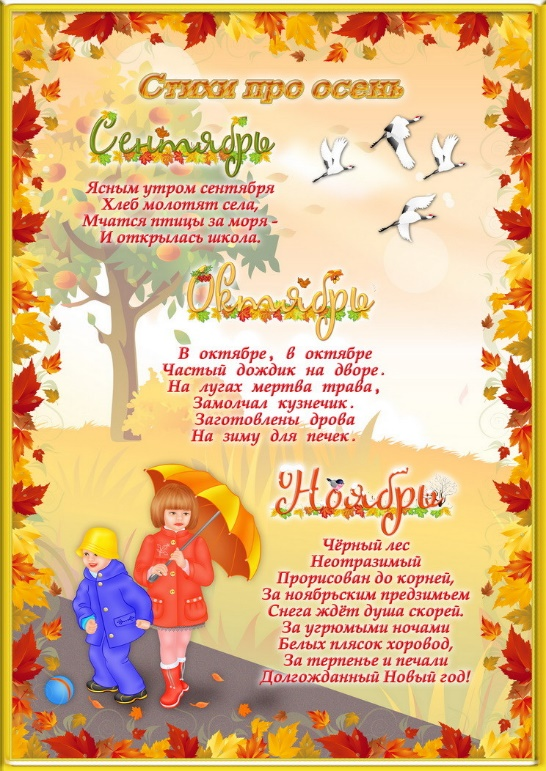 Стихи про осень
Сентябрь
Ясным утром сентября
Хлеб молотят села,
Мчатся птицы за моря -
И открылась школа.
Октябрь
В октябре, в октябре
Частый дождик на дворе.
На лугах мертва трава,
Замолчал кузнечик.
Заготовлены дрова
На зиму для печек.
Ноябрь
Чёрный лес
Неотразимый
Прорисован до корней,
За ноябрьским предзимьем
Снега ждёт душа скорей.
За угрюмыми ночами
Белых плясок хоровод,
За терпенье и печали
Долгожданный Новый год!